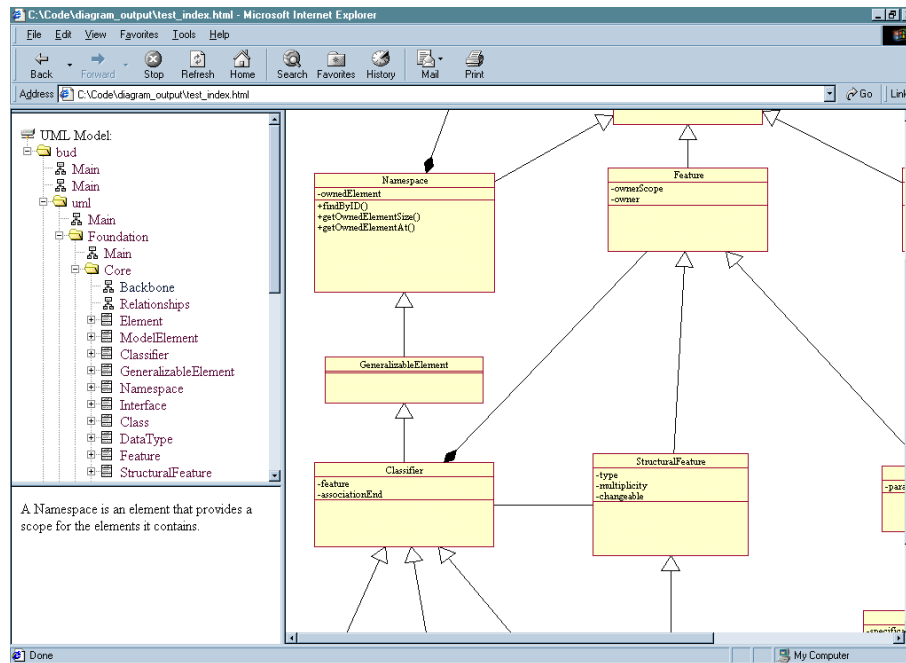 C:\Code\diagram_output\test_index.html - Microsoft Internet Explorer
File Edit View Favorites Tools Help
Back Forward Stop Refresh Home Search Favorites History Mail Print
Address C:\Code\diagram_output\test_index.html Go Link
UML Model:
bud
Main
Main
uml
Main
Foundation
Main
Core
Backbone
Relationships
Element
ModelElement
Classifier
GeneralizableElement
Namespace
Interface
Class
DataType
Feature
StructuralFeature
A Namespace is an element that provides a
scope for the elements it contains.
Namespace
-ownedElement
+findByID()
+getOwnedElementSize()
+getOwnedElementAt()
Feature
-ownerScope
-owner
GeneralizableElement
Classifier
-feature
-associationEnd
StructuralFeature
-type
-multiplicity
-changeable
-para
Done
My Computer